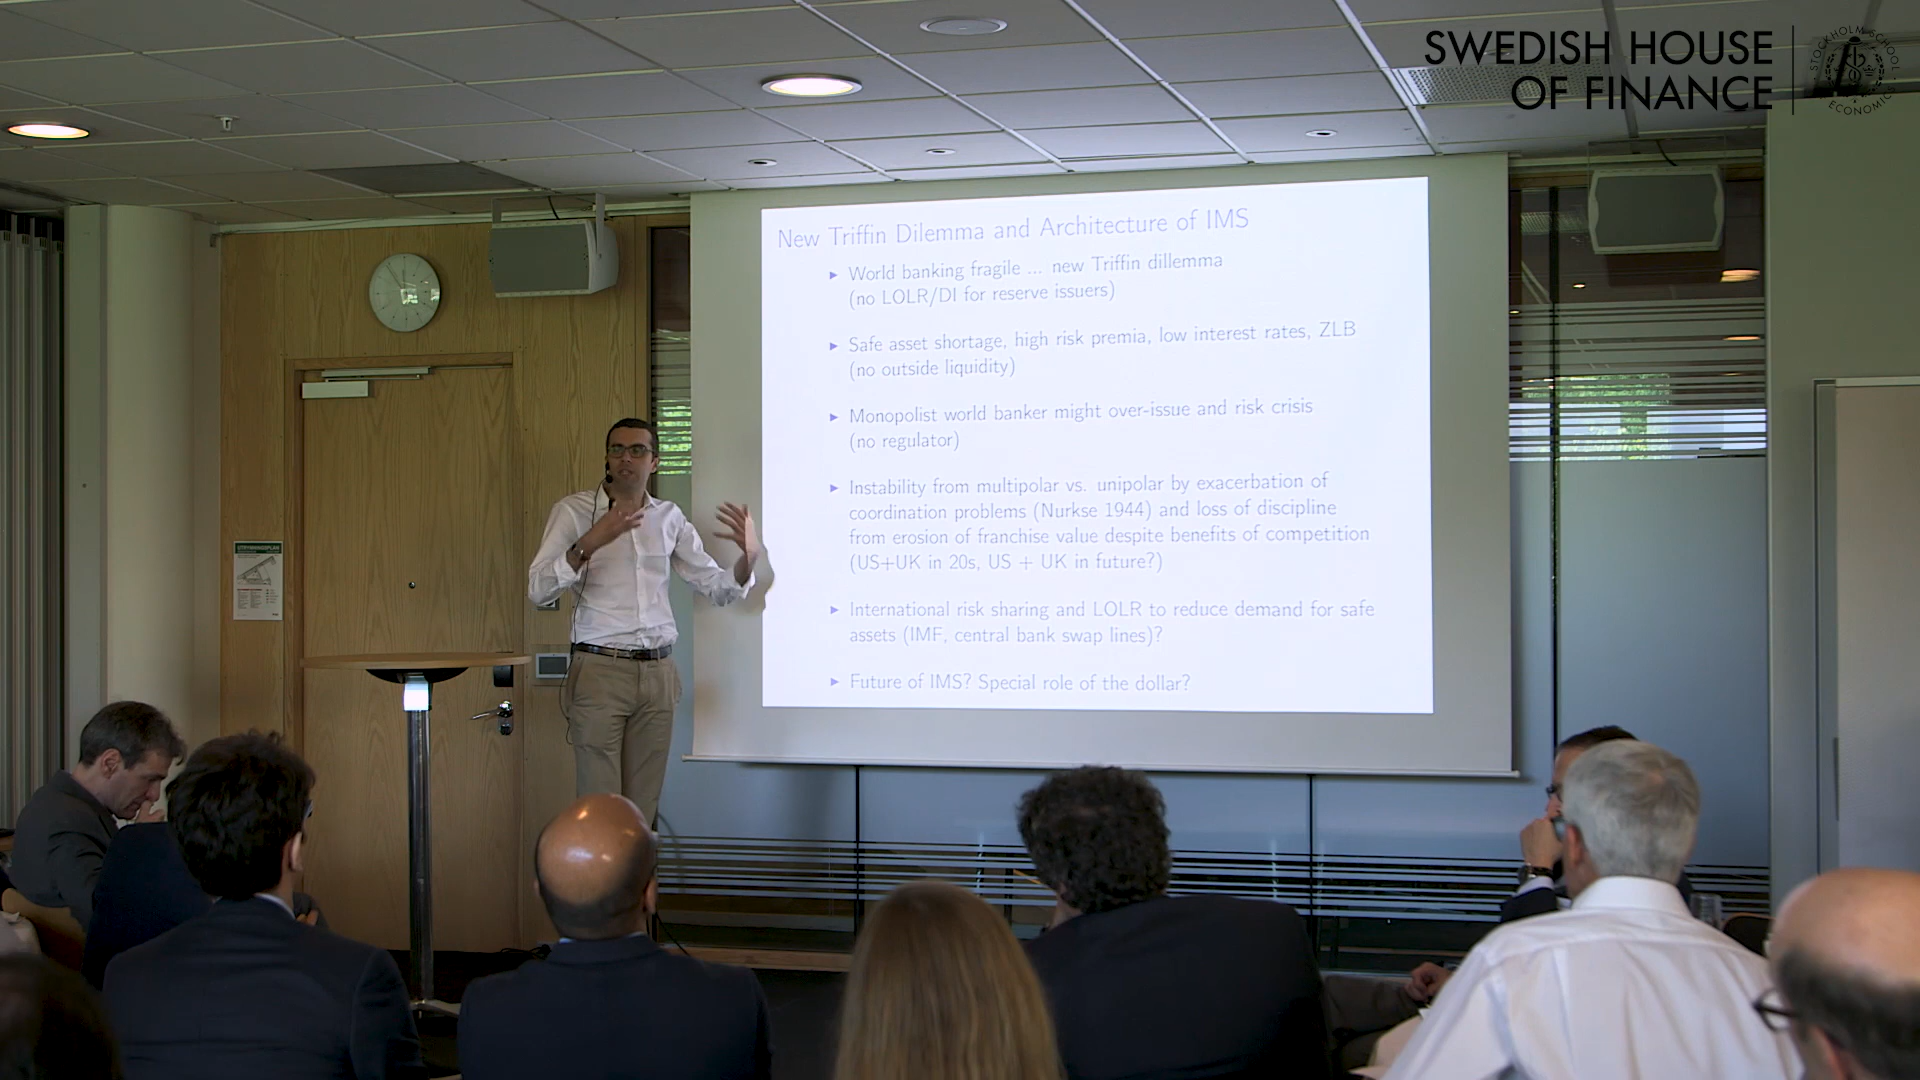 SWEDISH HOUSE
OF FINANCE
STOCKHOLM SCHOOL
ECONOMICS
New Triffin Dilemma and Architecture of IMS
▸ World banking fragile ... new Triffin dillemma
(no LOLR/DI for reserve issuers)
▸ Safe asset shortage, high risk premia, low interest rates, ZLB
(no outside liquidity)
▸ Monopolist world banker might over-issue and risk crisis
(no regulator)
▸ Instability from multipolar vs. unipolar by exacerbation of
coordination problems (Nurkse 1944) and loss of discipline
from erosion of franchise value despite benefits of competition
(US+UK in 20s, US + UK in future?)
▸ International risk sharing and LOLR to reduce demand for safe
assets (IMF, central bank swap lines)?
▸ Future of IMS? Special role of the dollar?